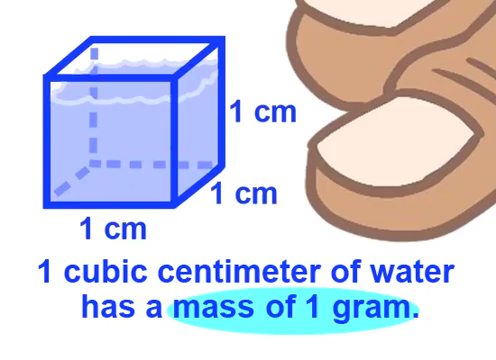 1 cm
1 cm
1 cm
1 cubic centimeter of water
has a mass of 1 gram.